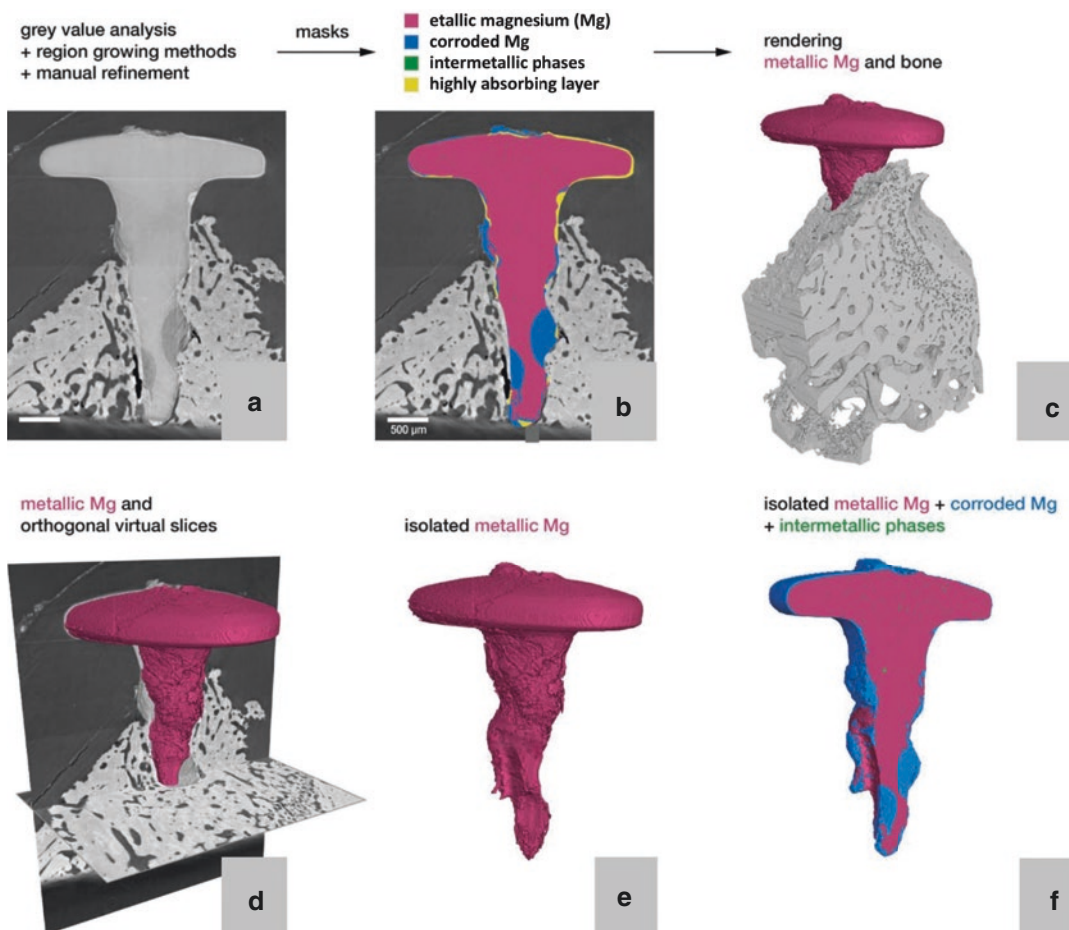 grey value analysis
+ region growing methods
+ manual refinement
masks
etallic magnesium (Mg)
corroded Mg
intermetallic phases
highly absorbing layer
rendering
metallic Mg and bone
a
500 µm
b
c
metallic Mg and
orthogonal virtual slices
isolated metallic Mg
isolated metallic Mg + corroded Mg
+ intermetallic phases
d
e
f